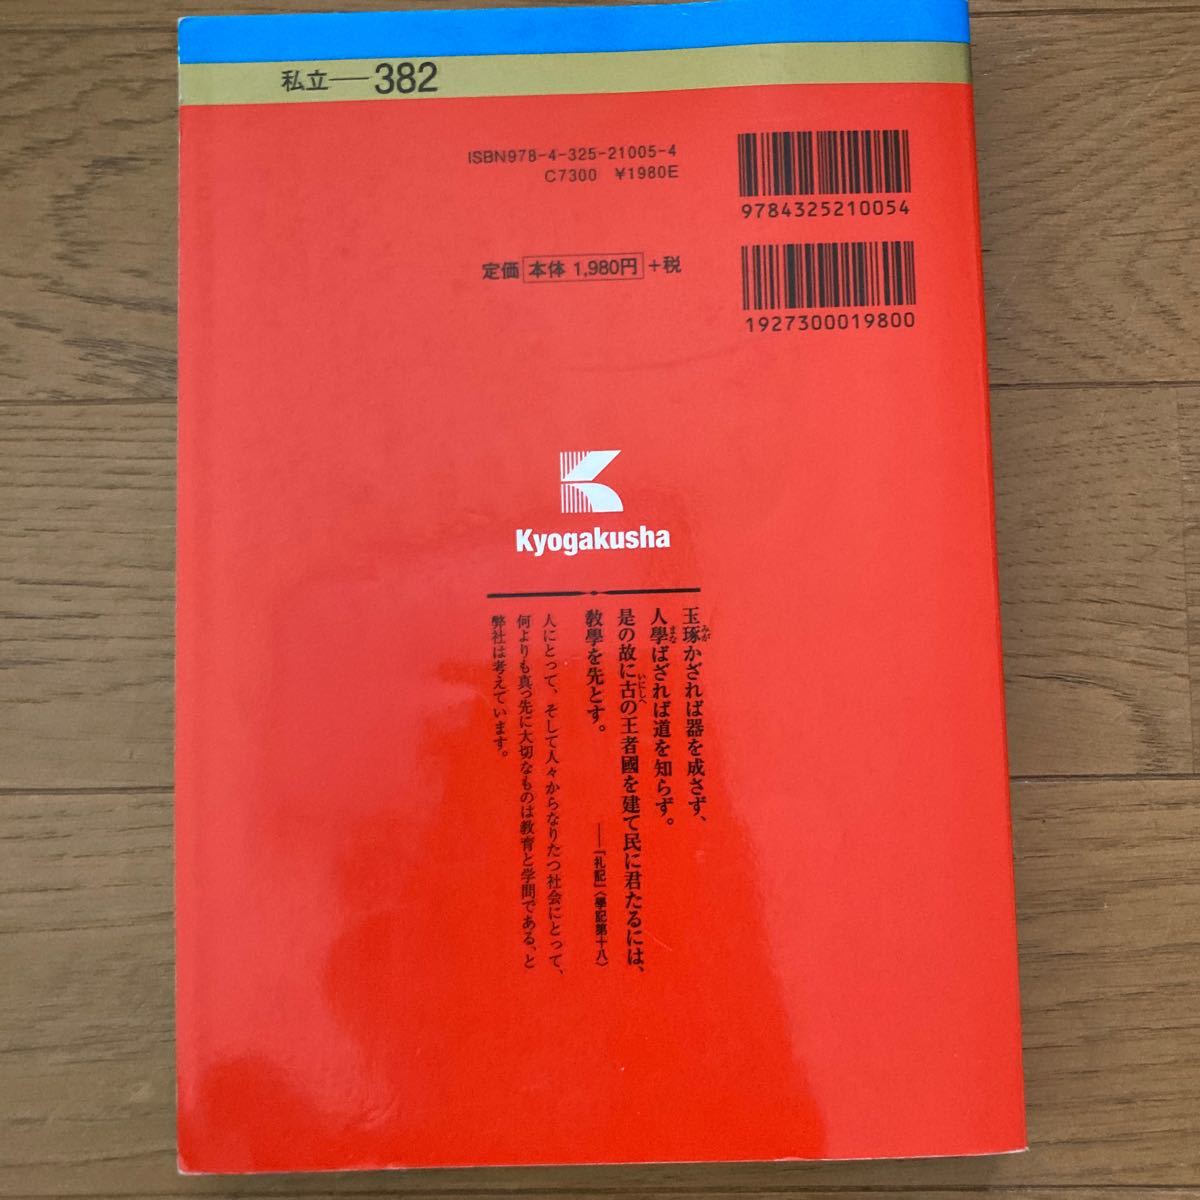 私立―382
ISBN978-4-325-21005-4
C7300 ¥1980E
9784325210054
定価 本体 1,980円 +税
1927300019800
Kyogakusha
玉琢かざれば器を成さず、
人學ばざれば道を知らず。
是の故に古の王者國を建て民に君たるには、
教學を先とす。
――『礼記』〈學記第十八〉
人にとって、そして人々からなりたつ社会にとって、
何よりも真っ先に大切なものは教育と学問である、と
弊社は考えています。